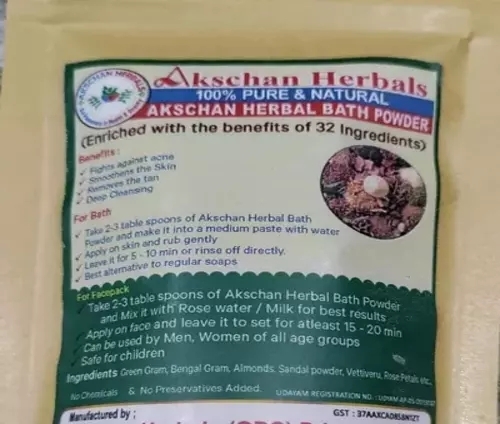 AKSCHAN HERBALS
Akschan Herbals
100% PURE & NATURAL
AKSCHAN HERBAL BATH POWDER
(Enriched with the benefits of 32 Ingredients)
Benefits :
✓ Fights against acne
✓ Smoothens the Skin
✓ Removes the tan
✓ Deep Cleansing
For Bath
✓ Take 2-3 table spoons of Akschan Herbal Bath
Powder and make it into a medium paste with water
✓ Apply on skin and rub gently
✓ Leave it for 5 - 10 min or rinse off directly.
✓ Best alternative to regular soaps
For Facepack
✓ Take 2-3 table spoons of Akschan Herbal Bath Powder
and Mix it with Rose water / Milk for best results
✓ Apply on face and leave it to set for atleast 15 - 20 min
✓ Can be used by Men, Women of all age groups
✓ Safe for children
Ingredients Green Gram, Bengal Gram, Almonds, Sandal powder, Vettiveru, Rose Petals etc.,
No Chemicals & No Preservatives Added.
UDAYAM REGISTRATION NO. :
Manufactured by ;
GST :